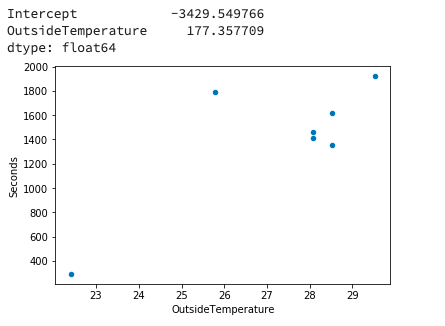 Intercept -3429.549766
OutsideTemperature 177.357709
dtype: float64
2000
1800
1600
1400
1200
1000
800
600
400
Seconds
23 24 25 26 27 28 29
OutsideTemperature